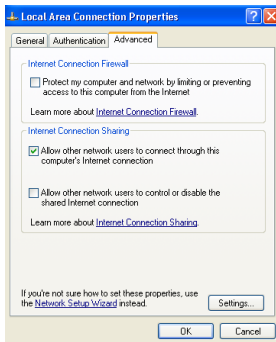 Local Area Connection Properties
General Authentication Advanced
Internet Connection Firewall
Protect my computer and network by limiting or preventing
access to this computer from the Internet
Learn more about Internet Connection Firewall.
Internet Connection Sharing
Allow other network users to connect through this
computer's Internet connection
Allow other network users to control or disable the
shared Internet connection
Learn more about Internet Connection Sharing.
If you're not sure how to set these properties, use
the Network Setup Wizard instead.
Settings...
OK Cancel